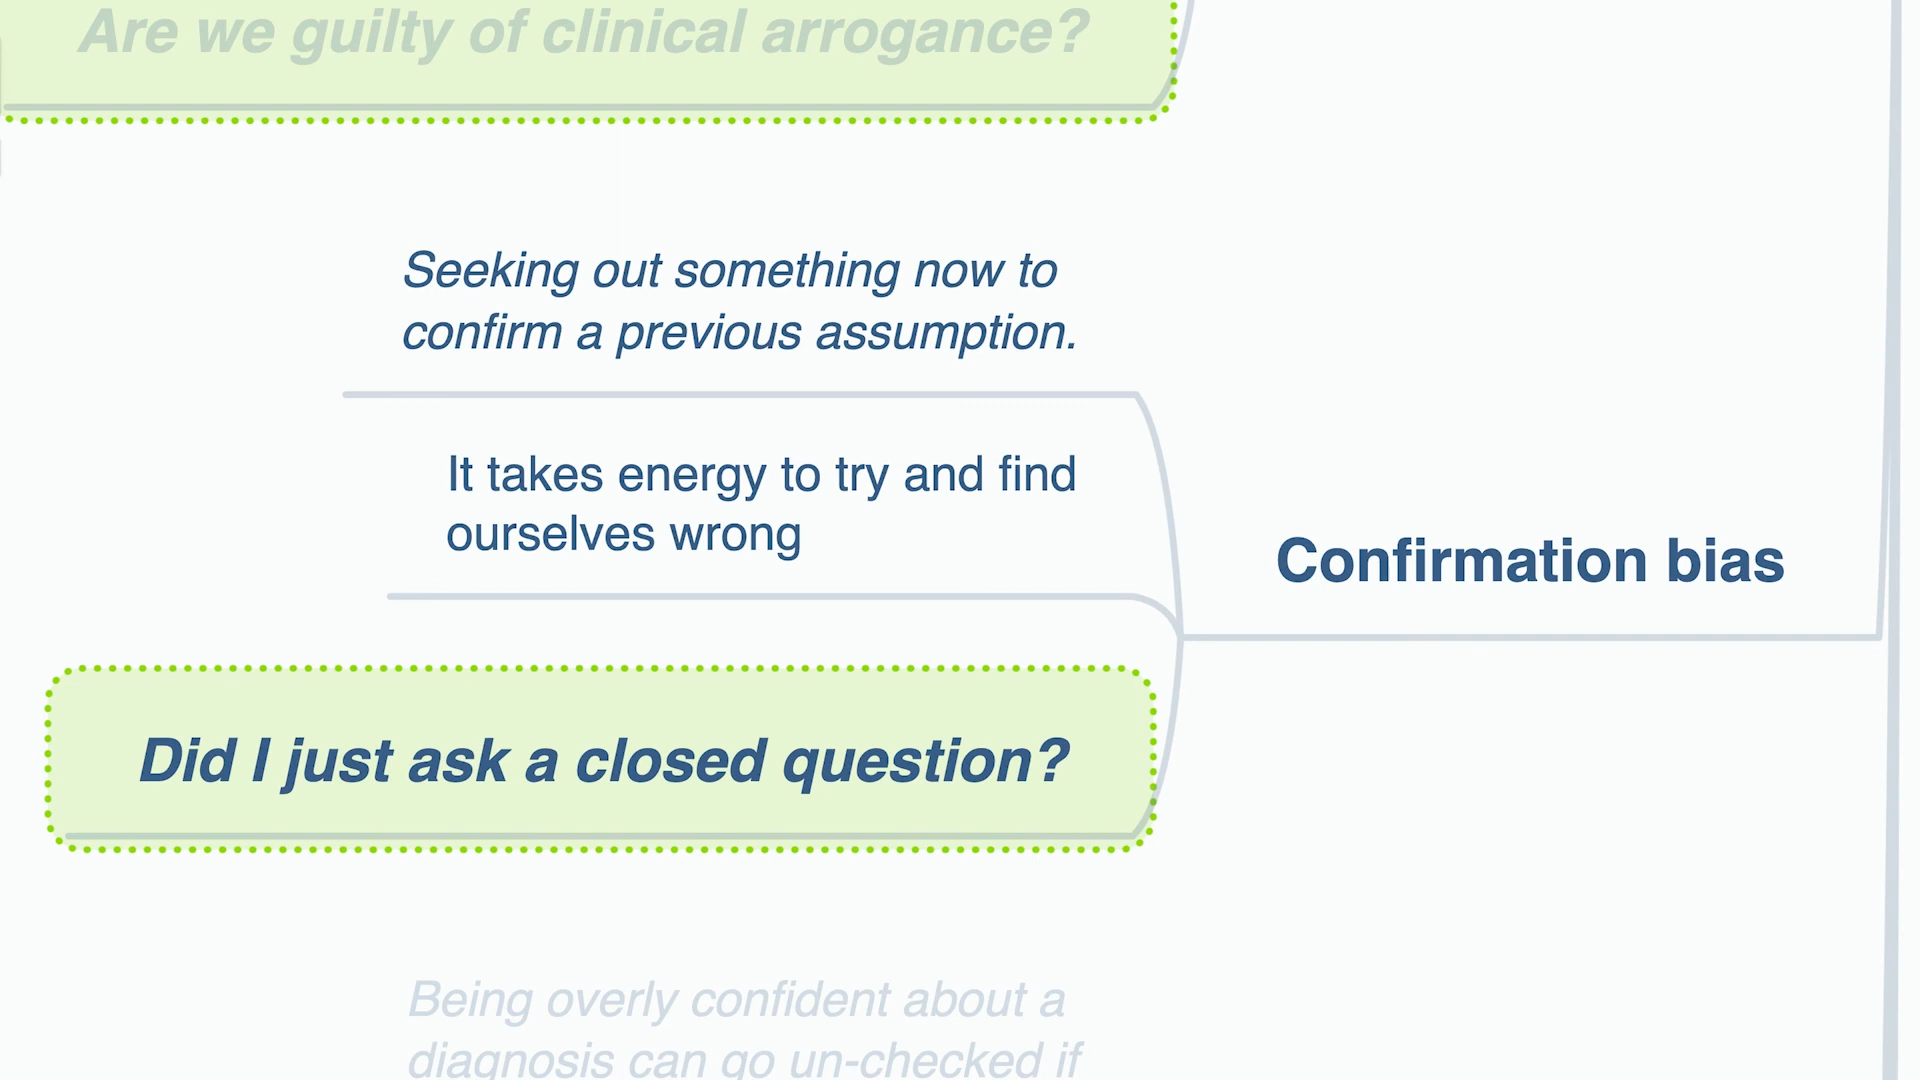 Are we guilty of clinical arrogance?
Seeking out something now to
confirm a previous assumption.
It takes energy to try and find
ourselves wrong
Confirmation bias
Did I just ask a closed question?
Being overly confident about a
diagnosis can go un-checked if